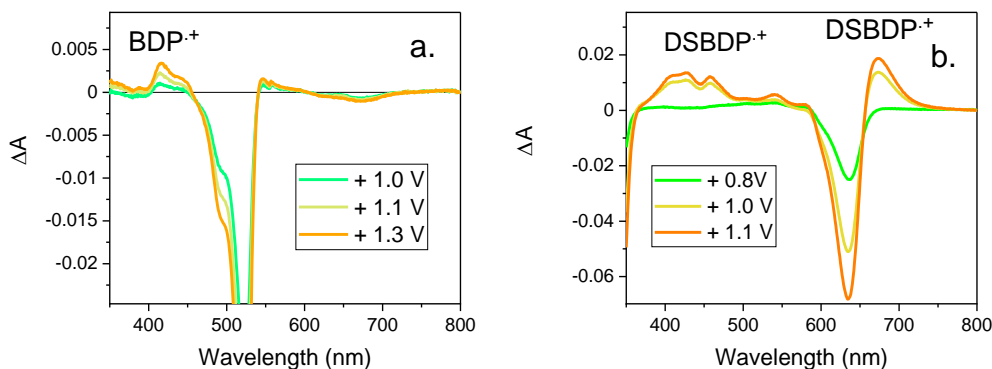 BDP·+
a.
0.005
0
-0.005
-0.010
-0.015
-0.02
ΔA
+ 1.0 V
+ 1.1 V
+ 1.3 V
400 500 600 700 800
Wavelength (nm)
DSBDP·+
DSBDP·+
b.
0.02
0
-0.02
-0.04
-0.06
ΔA
+ 0.8V
+ 1.0 V
+ 1.1 V
400 500 600 700 800
Wavelength (nm)